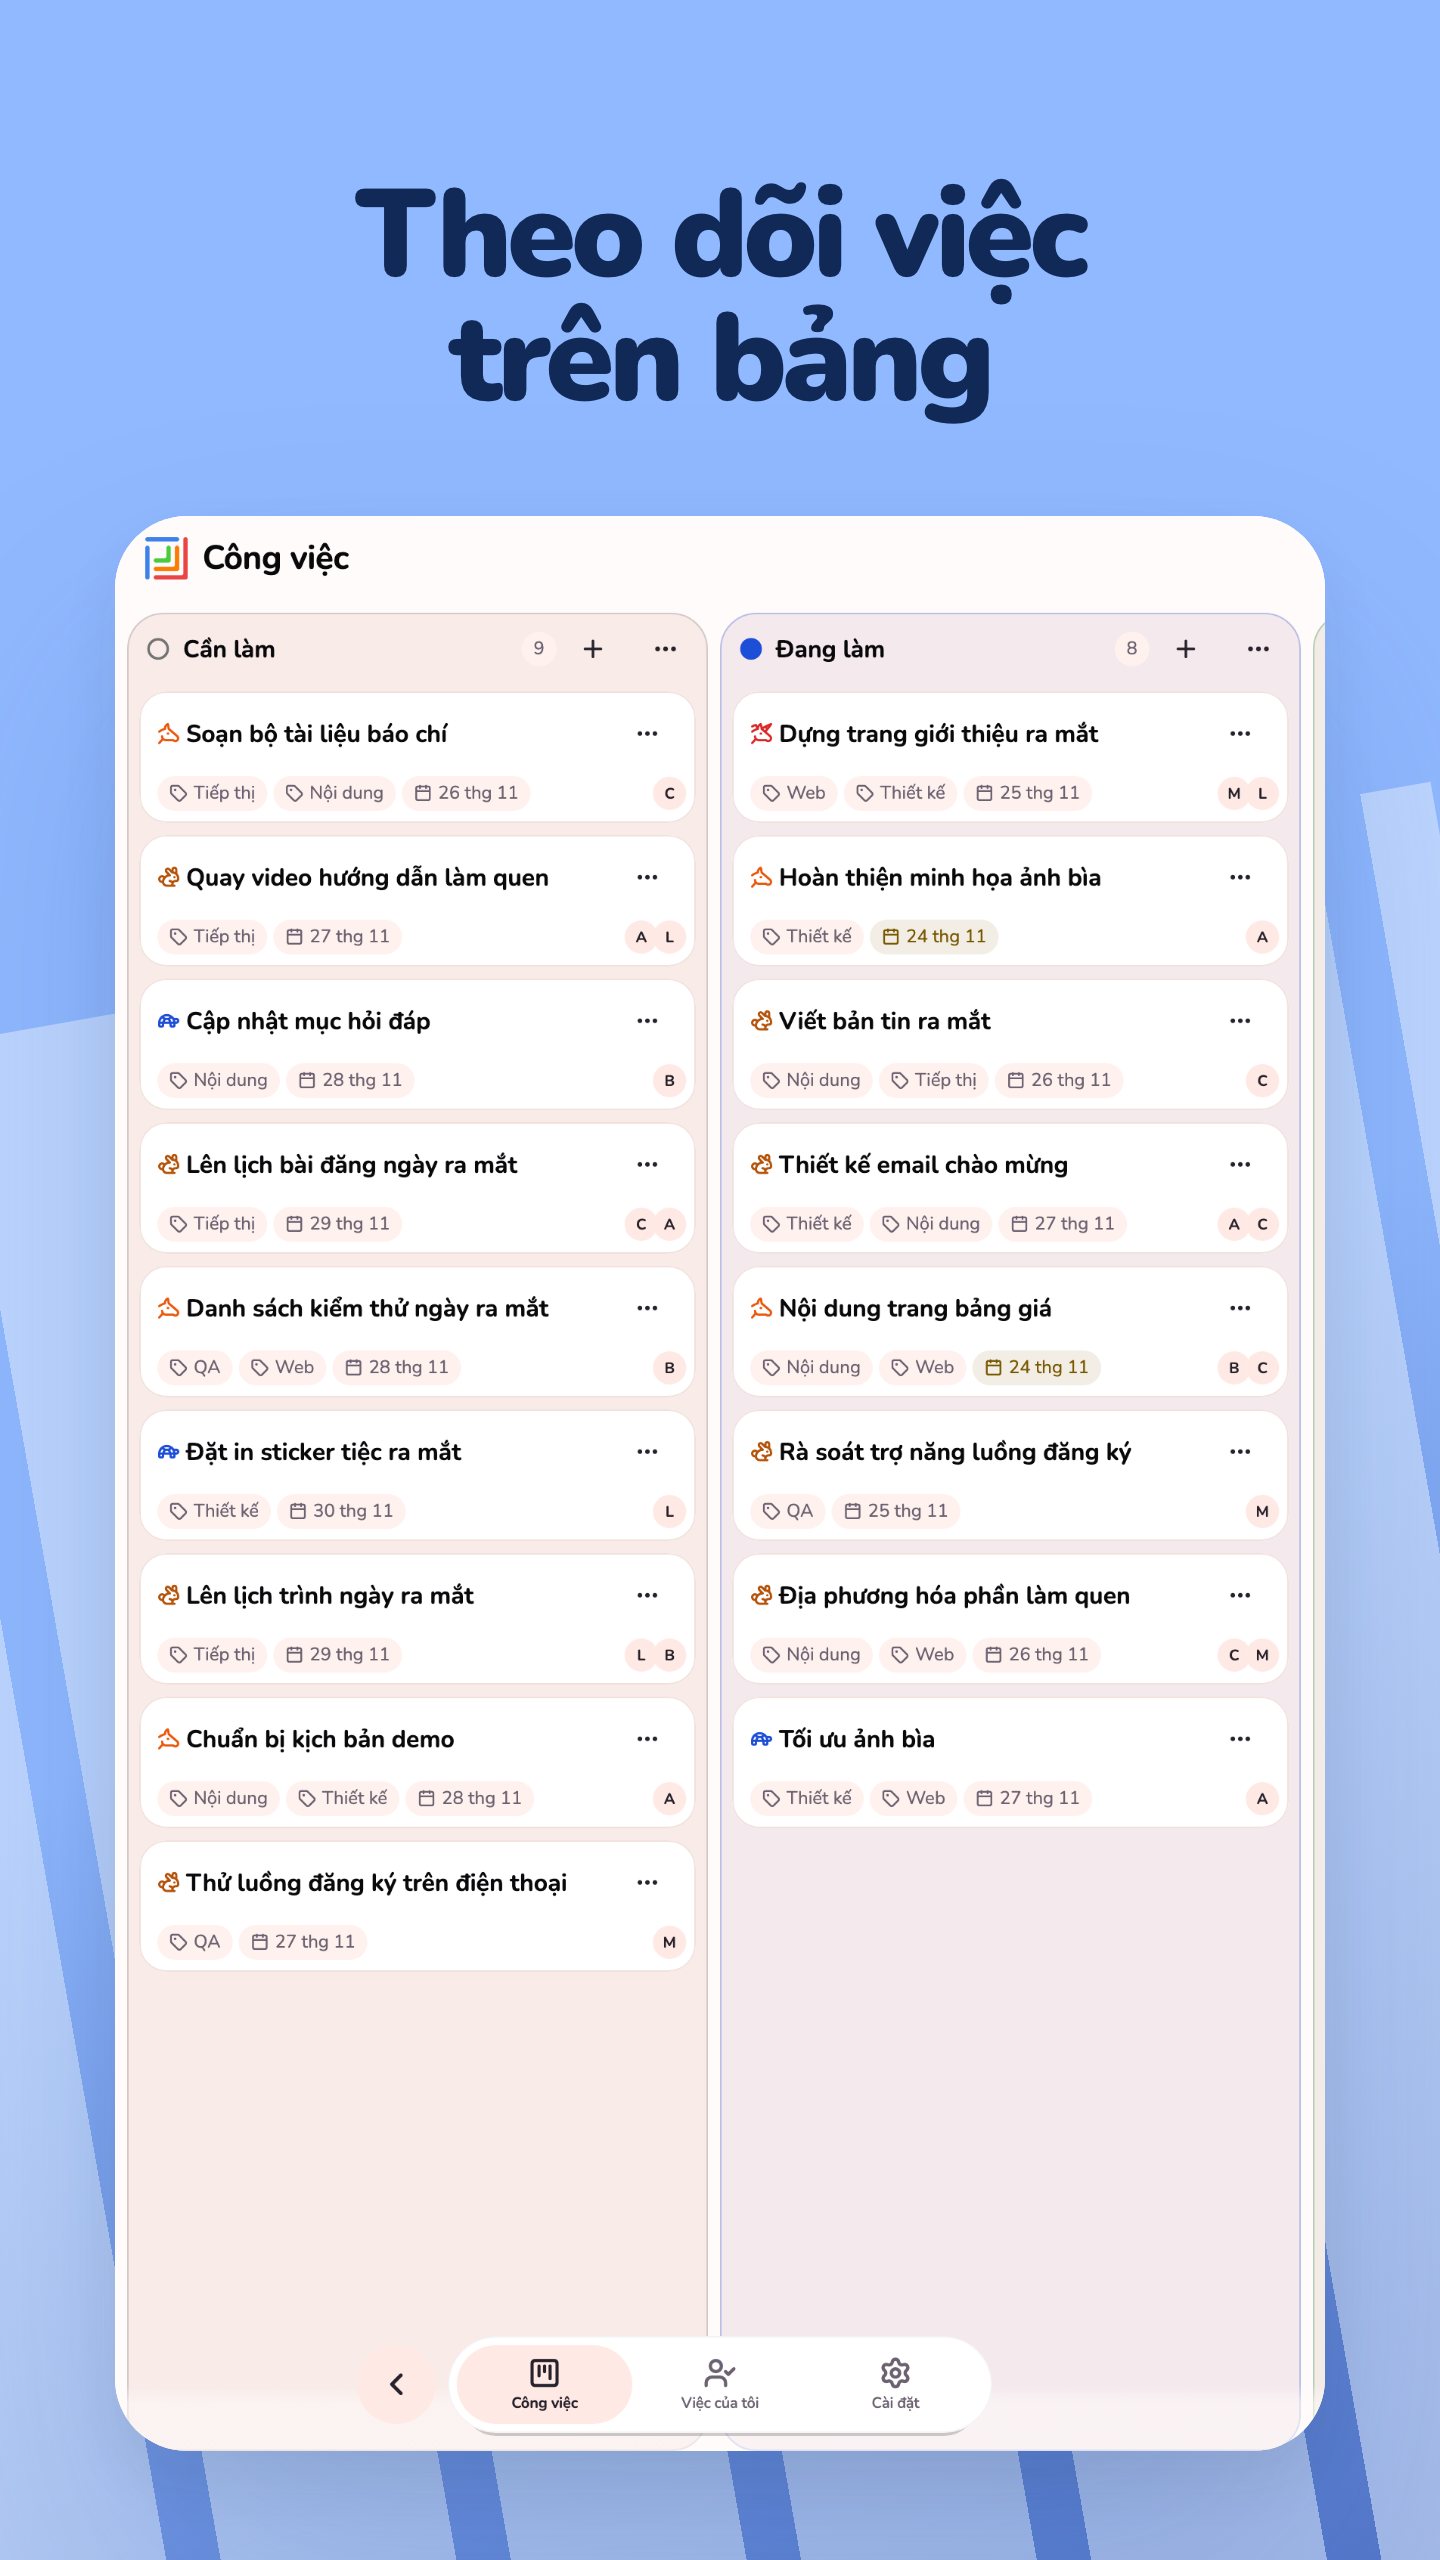 Theo dõi việc
trên bảng
Công việc
Cần làm 9
Soạn bộ tài liệu báo chí
Tiếp thị Nội dung 26 thg 11 C
Quay video hướng dẫn làm quen
Tiếp thị 27 thg 11 A L
Cập nhật mục hỏi đáp
Nội dung 28 thg 11 B
Lên lịch bài đăng ngày ra mắt
Tiếp thị 29 thg 11 C A
Danh sách kiểm thử ngày ra mắt
QA Web 28 thg 11 B
Đặt in sticker tiệc ra mắt
Thiết kế 30 thg 11 L
Lên lịch trình ngày ra mắt
Tiếp thị 29 thg 11 L B
Chuẩn bị kịch bản demo
Nội dung Thiết kế 28 thg 11 A
Thử luồng đăng ký trên điện thoại
QA 27 thg 11 M
Đang làm 8
Dựng trang giới thiệu ra mắt
Web Thiết kế 25 thg 11 M L
Hoàn thiện minh họa ảnh bìa
Thiết kế 24 thg 11 A
Viết bản tin ra mắt
Nội dung Tiếp thị 26 thg 11 C
Thiết kế email chào mừng
Thiết kế Nội dung 27 thg 11 A C
Nội dung trang bảng giá
Nội dung Web 24 thg 11 B C
Rà soát trợ năng luồng đăng ký
QA 25 thg 11 M
Địa phương hóa phần làm quen
Nội dung Web 26 thg 11 C M
Tối ưu ảnh bìa
Thiết kế Web 27 thg 11 A
Công việc Việc của tôi Cài đặt